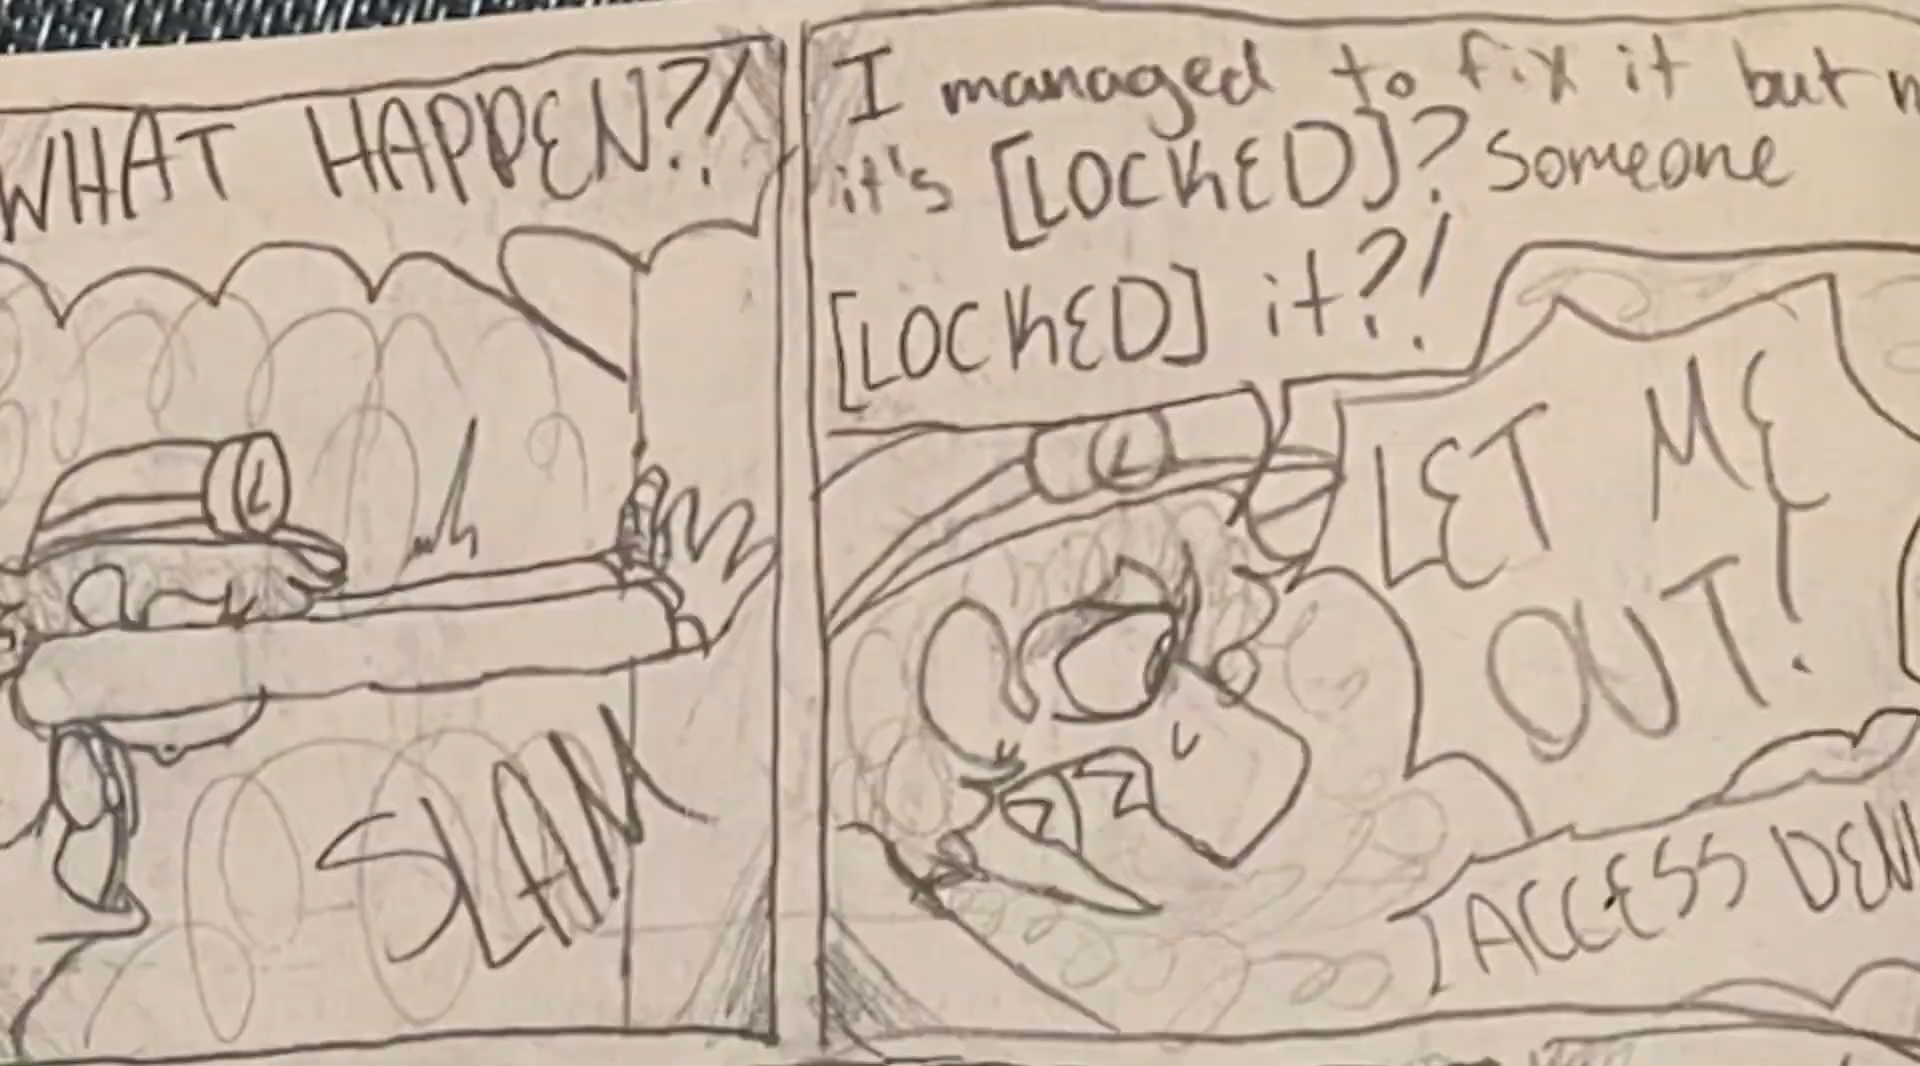 WHAT HAPPEN?!
L
SLAM
I managed to fix it but
it's [LOCKED]? Someone
[LOCKED] it?!
L
LET ME
OUT!
ACCESS